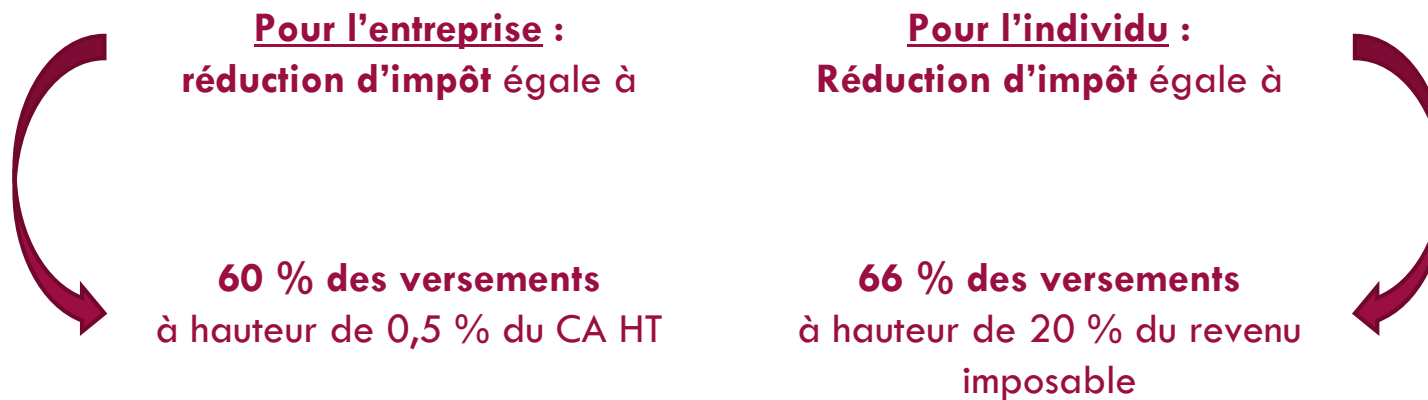 Pour l’entreprise :
réduction d’impôt égale à
60 % des versements
à hauteur de 0,5 % du CA HT
Pour l’individu :
Réduction d’impôt égale à
66 % des versements
à hauteur de 20 % du revenu
imposable